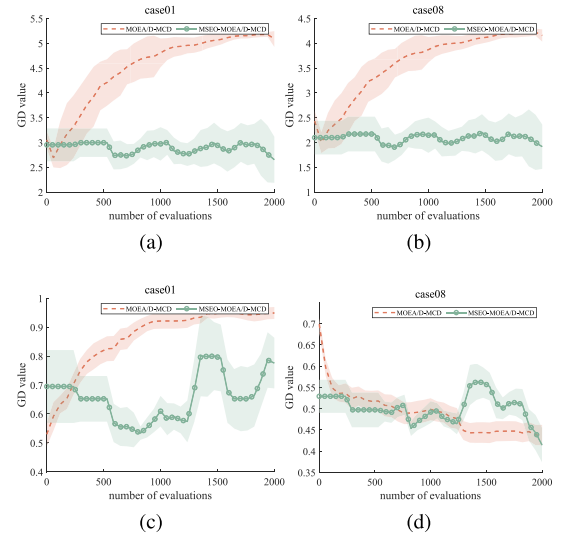 case01
MOEA/D-MCD MSEO-MOEA/D-MCD
5.5
5
4.5
4
3.5
3
2.5
2
GD value
0 500 1000 1500 2000
number of evaluations
(a)
case08
MOEA/D-MCD MSEO-MOEA/D-MCD
4.5
4
3.5
3
2.5
2
1.5
1
GD value
0 500 1000 1500 2000
number of evaluations
(b)
case01
MOEA/D-MCD MSEO-MOEA/D-MCD
1
0.9
0.8
0.7
0.6
0.5
0.4
GD value
0 500 1000 1500 2000
number of evaluations
(c)
case08
MOEA/D-MCD MSEO-MOEA/D-MCD
0.7
0.65
0.6
0.55
0.5
0.45
0.4
0.35
GD value
0 500 1000 1500 2000
number of evaluations
(d)